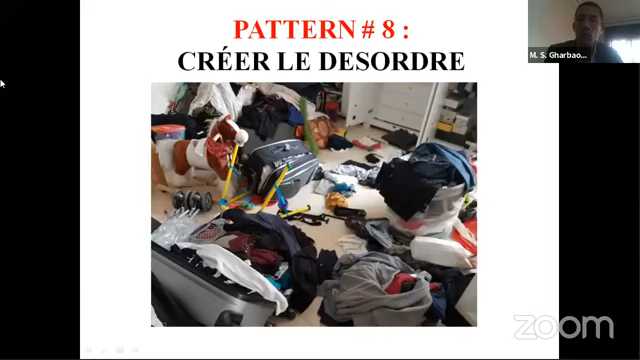 PATTERN # 8 :
CRÉER LE DESORDRE
M. S. Gharbao...
zoom